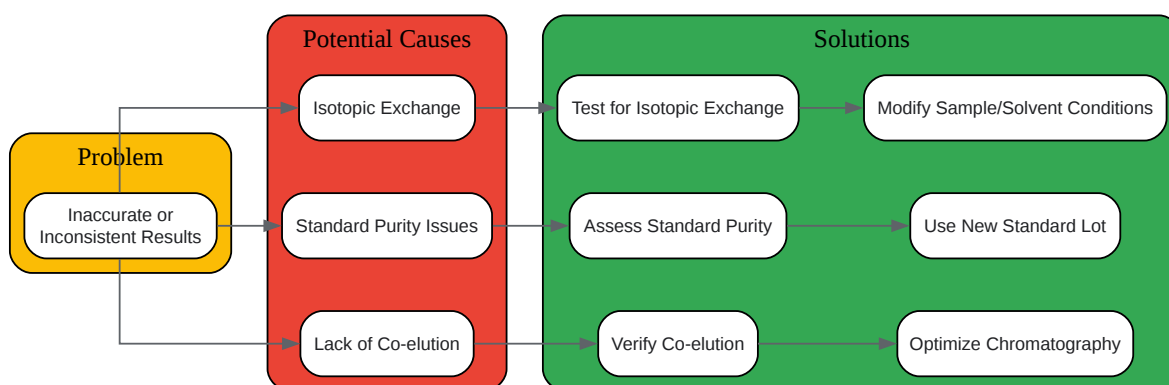 Potential Causes
Solutions
Isotopic Exchange
Test for Isotopic Exchange
Modify Sample/Solvent Conditions
Problem
Inaccurate or
Inconsistent Results
Standard Purity Issues
Assess Standard Purity
Use New Standard Lot
Lack of Co-elution
Verify Co-elution
Optimize Chromatography